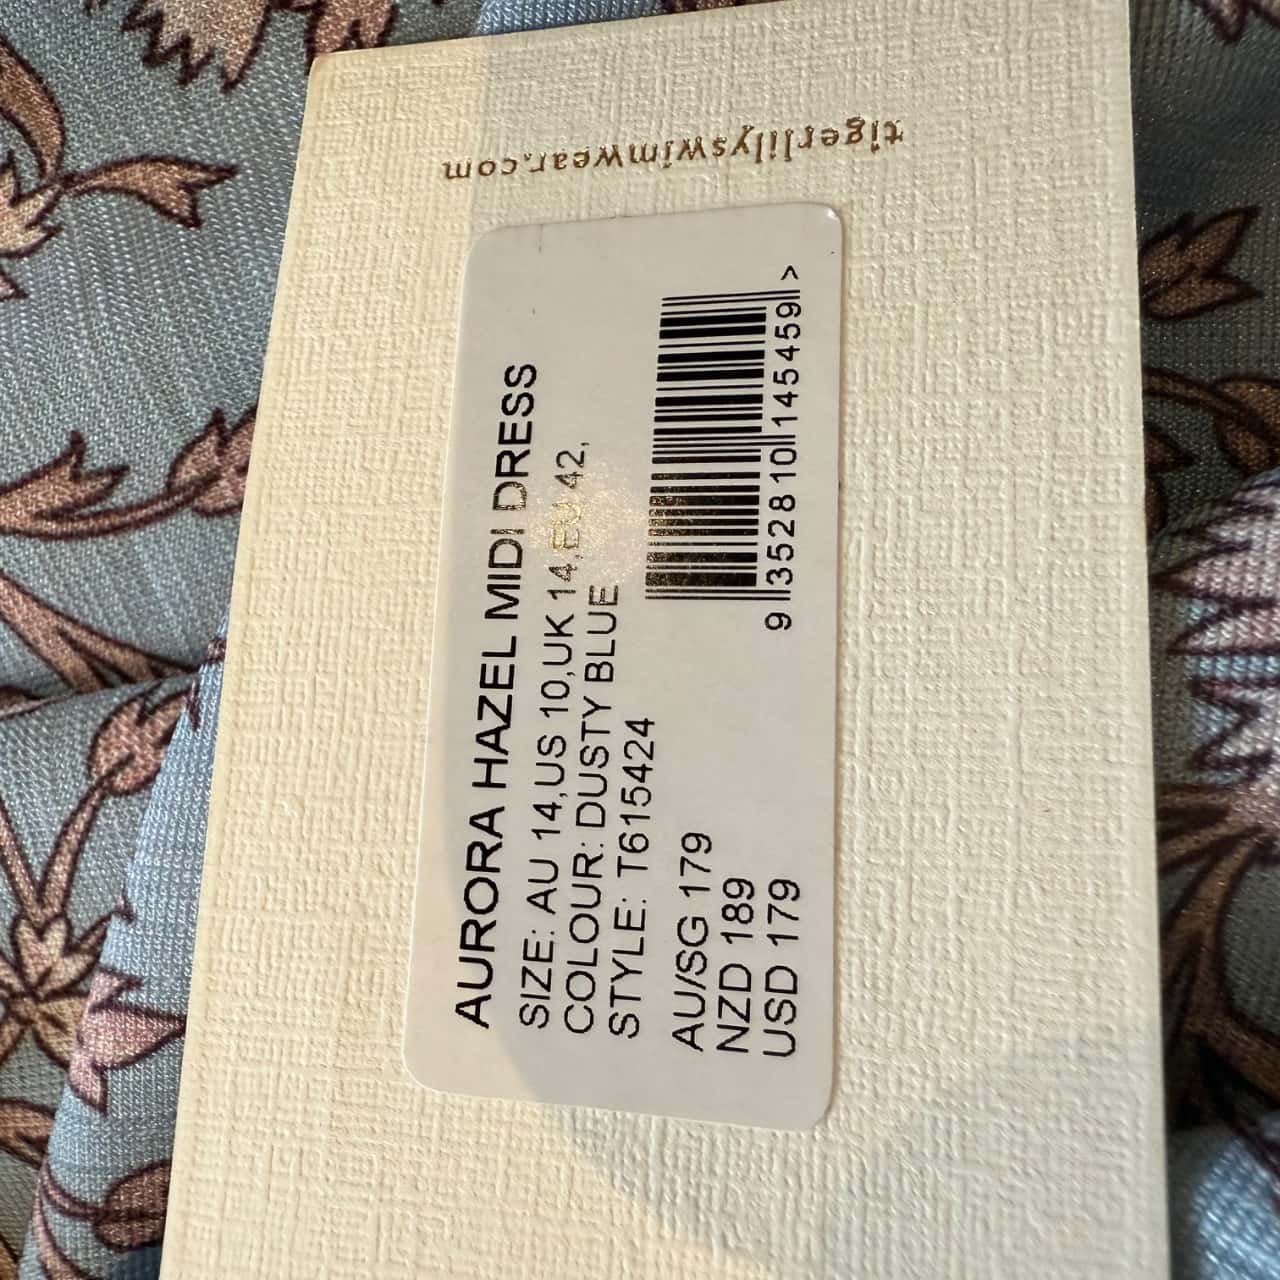 tigerlilyswimwear.com
AURORA HAZEL MIDI DRESS
SIZE: AU 14,US 10,UK 14,EU 42,
COLOUR: DUSTY BLUE
STYLE: T615424
AU/SG 179
NZD 189
USD 179
9 352810 145459 >